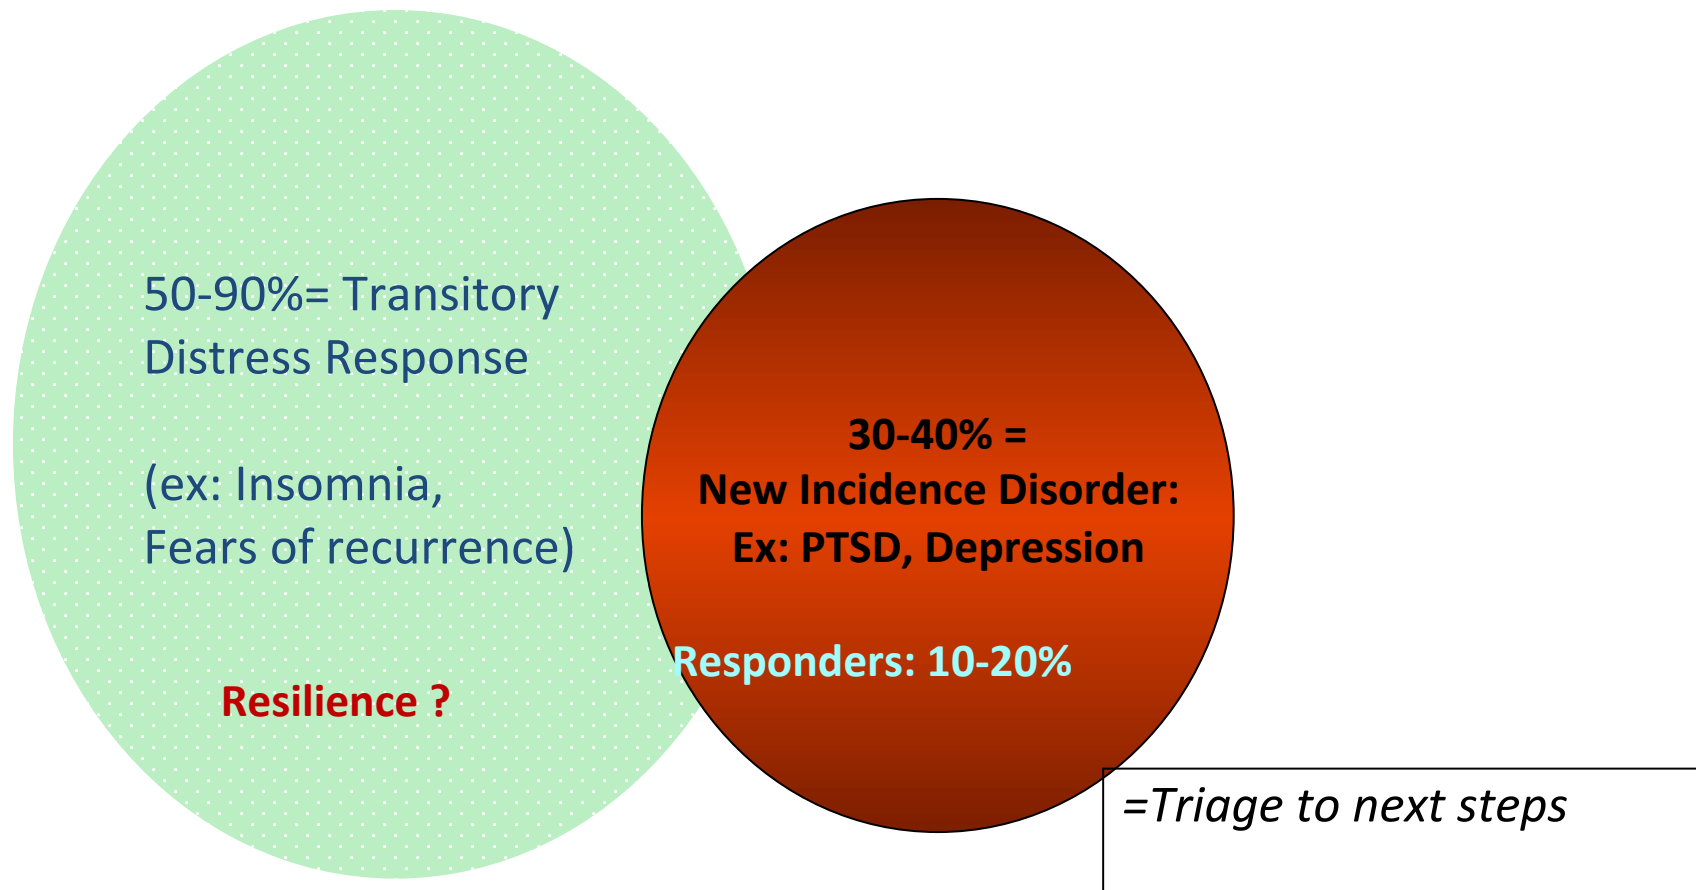 50-90%= Transitory
Distress Response
(ex: Insomnia,
Fears of recurrence)
Resilience ?
30-40% =
New Incidence Disorder:
Ex: PTSD, Depression
Responders: 10-20%
=Triage to next steps